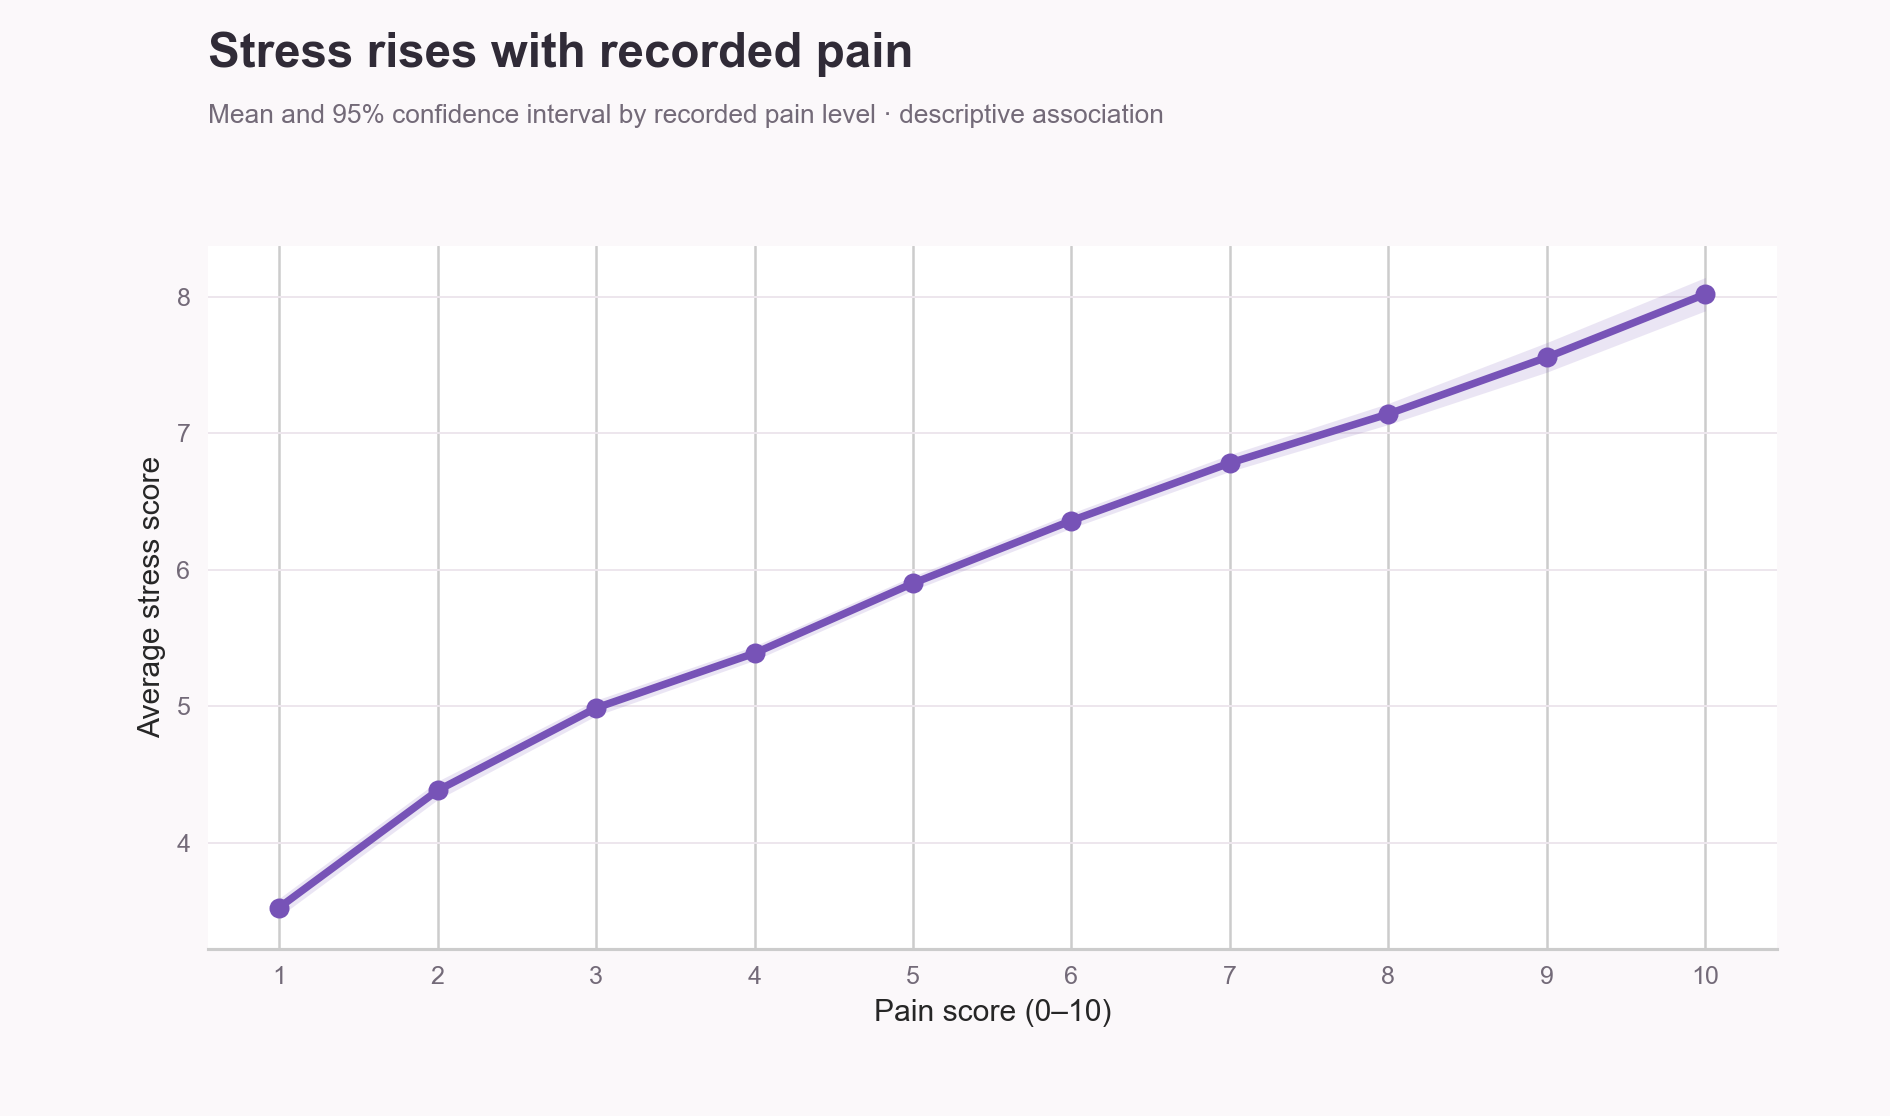 Stress rises with recorded pain
Mean and 95% confidence interval by recorded pain level · descriptive association
8
7
6
5
4
Average stress score
1 2 3 4 5 6 7 8 9 10
Pain score (0–10)